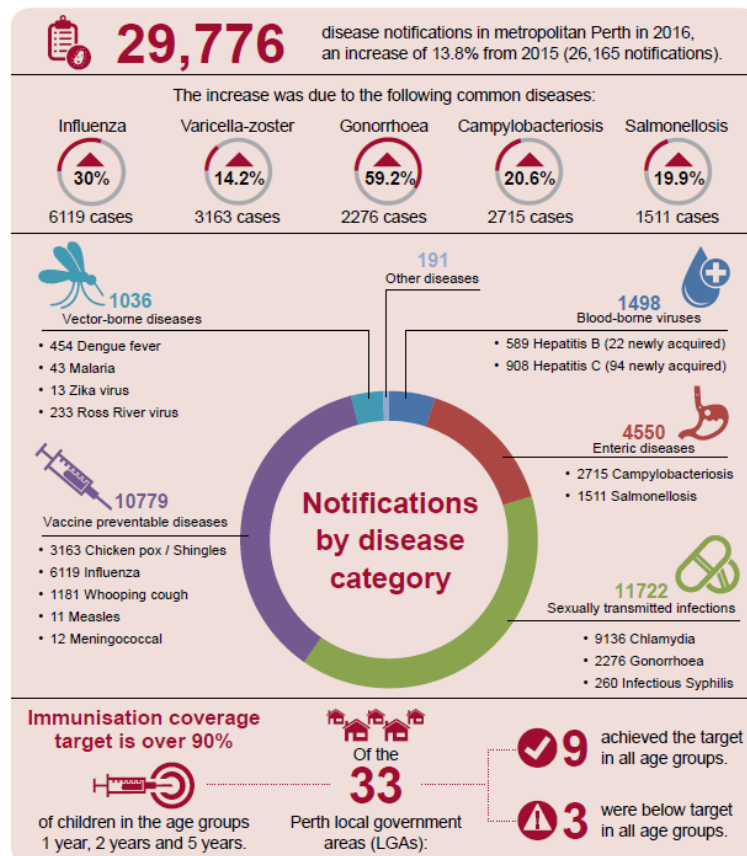 29,776
disease notifications in metropolitan Perth in 2016,
an increase of 13.8% from 2015 (26,165 notifications).
The increase was due to the following common diseases:
Influenza
30%
6119 cases
Varicella-zoster
14.2%
3163 cases
Gonorrhoea
59.2%
2276 cases
Campylobacteriosis
20.6%
2715 cases
Salmonellosis
19.9%
1511 cases
1036
Vector-borne diseases
• 454 Dengue fever
• 43 Malaria
• 13 Zika virus
• 233 Ross River virus
191
Other diseases
1498
Blood-borne viruses
• 589 Hepatitis B (22 newly acquired)
• 908 Hepatitis C (94 newly acquired)
4550
Enteric diseases
• 2715 Campylobacteriosis
• 1511 Salmonellosis
10779
Vaccine preventable diseases
• 3163 Chicken pox / Shingles
• 6119 Influenza
• 1181 Whooping cough
• 11 Measles
• 12 Meningococcal
Notifications
by disease
category
11722
Sexually transmitted infections
• 9136 Chlamydia
• 2276 Gonorrhoea
• 260 Infectious Syphilis
Immunisation coverage
target is over 90%
of children in the age groups
1 year, 2 years and 5 years.
Of the
33
Perth local government
areas (LGAs):
9 achieved the target
in all age groups.
3 were below target
in all age groups.